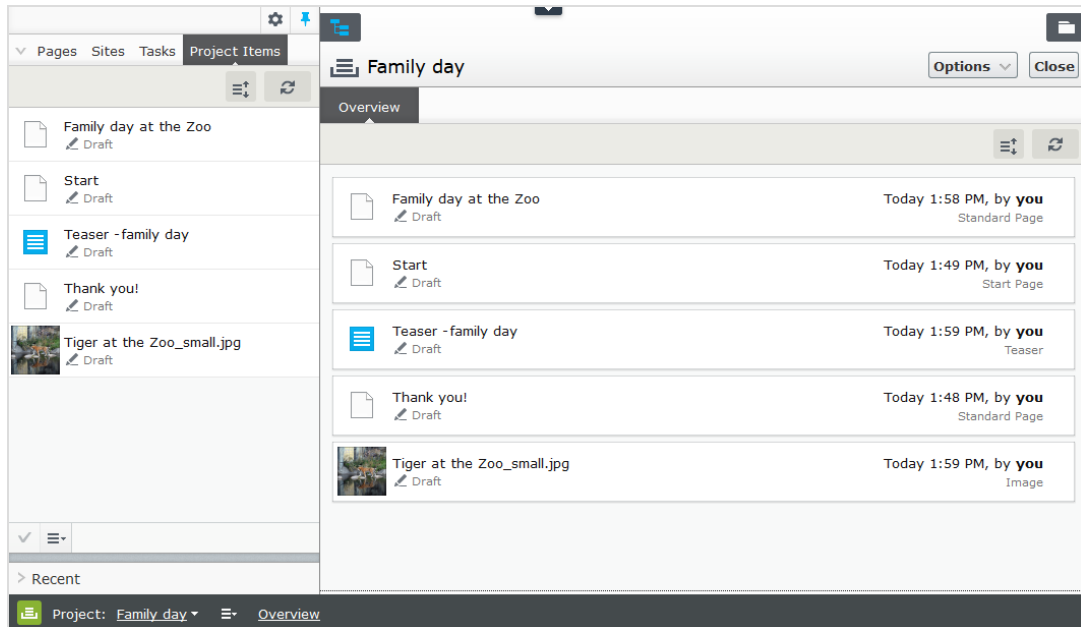 Pages Sites Tasks Project Items
Family day at the Zoo
Draft
Start
Draft
Teaser -family day
Draft
Thank you!
Draft
Tiger at the Zoo_small.jpg
Draft
Recent
Family day
Options
Close
Overview
Family day at the Zoo Today 1:58 PM, by you
Draft Standard Page
Start Today 1:49 PM, by you
Draft Start Page
Teaser -family day Today 1:59 PM, by you
Draft Teaser
Thank you! Today 1:48 PM, by you
Draft Standard Page
Tiger at the Zoo_small.jpg Today 1:59 PM, by you
Draft Image
Project: Family day Overview